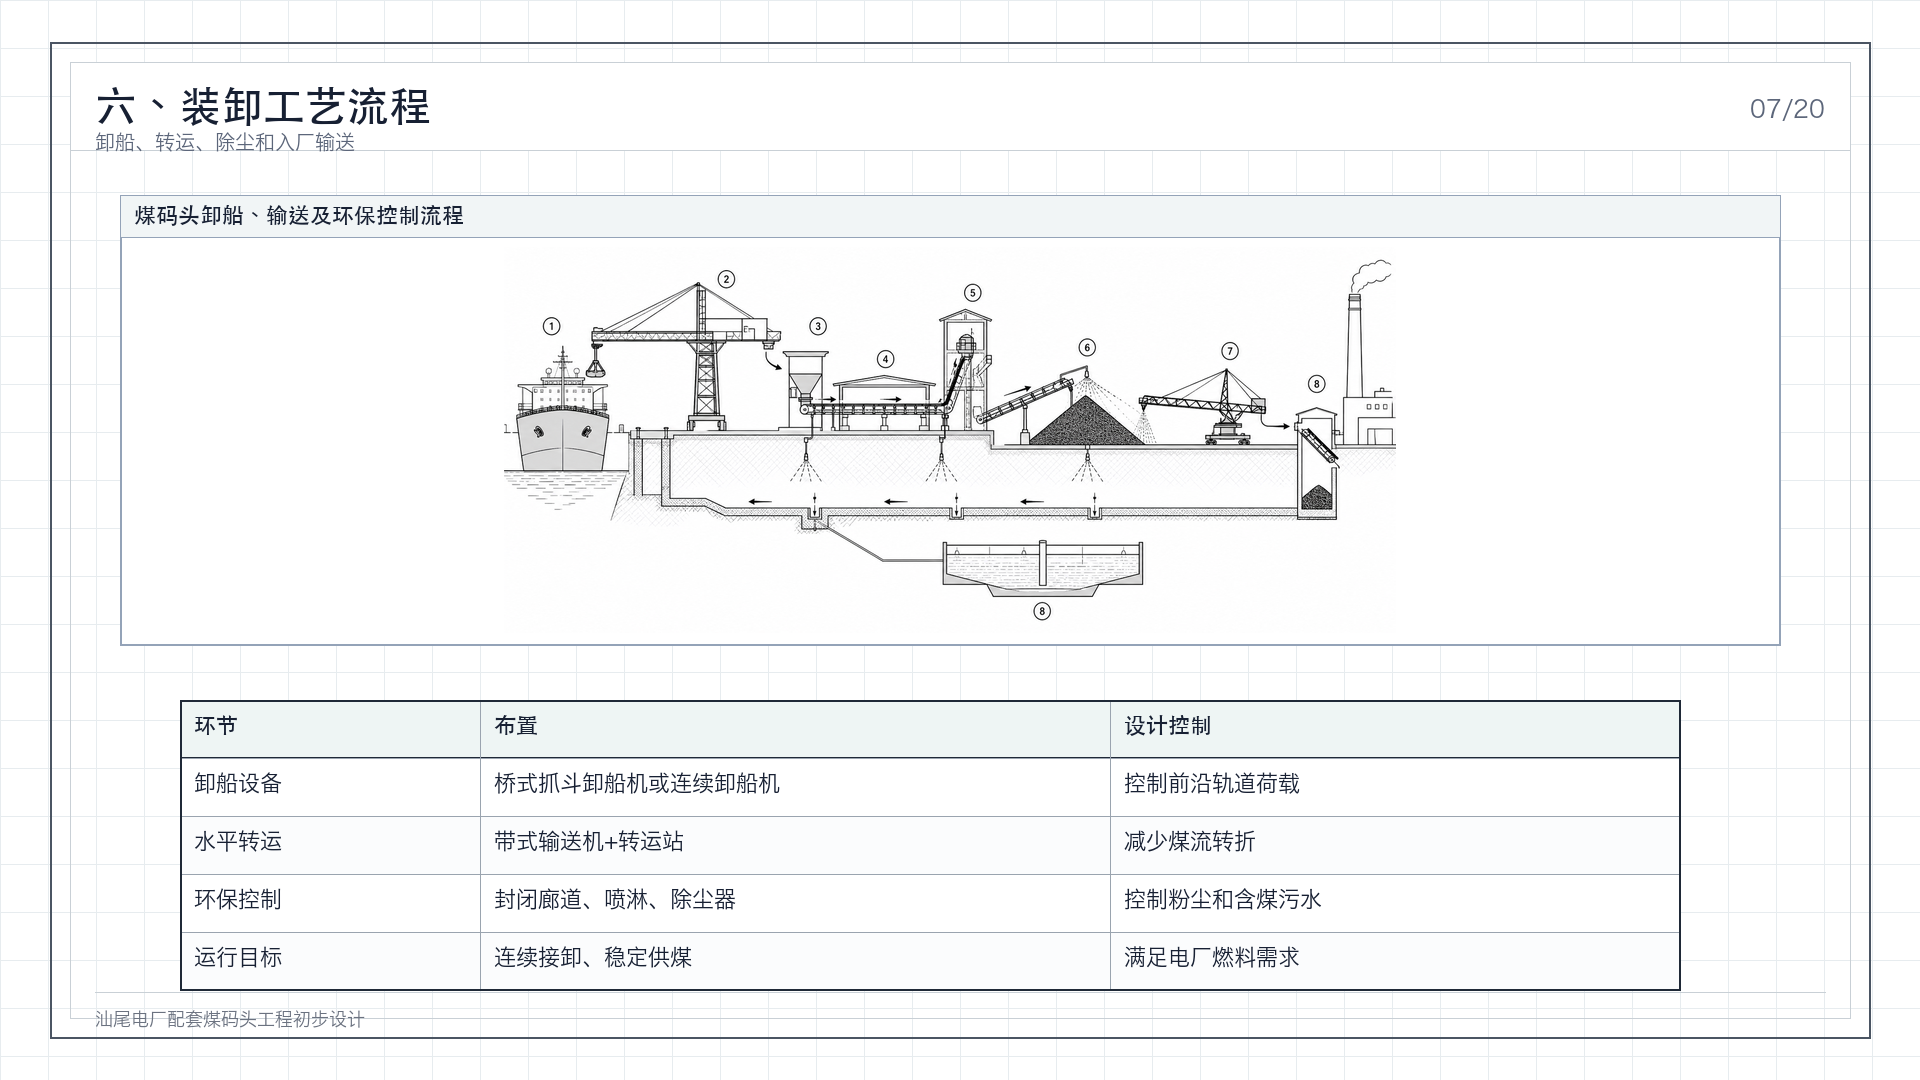 六、装卸工艺流程
卸船、转运、除尘和入厂输送
07/20
煤码头卸船、输送及环保控制流程
1
2
3
4
5
6
7
8
8
环节 布置 设计控制
卸船设备 桥式抓斗卸船机或连续卸船机 控制前沿轨道荷载
水平转运 带式输送机+转运站 减少煤流转折
环保控制 封闭廊道、喷淋、除尘器 控制粉尘和含煤污水
运行目标 连续接卸、稳定供煤 满足电厂燃料需求
汕尾电厂配套煤码头工程初步设计